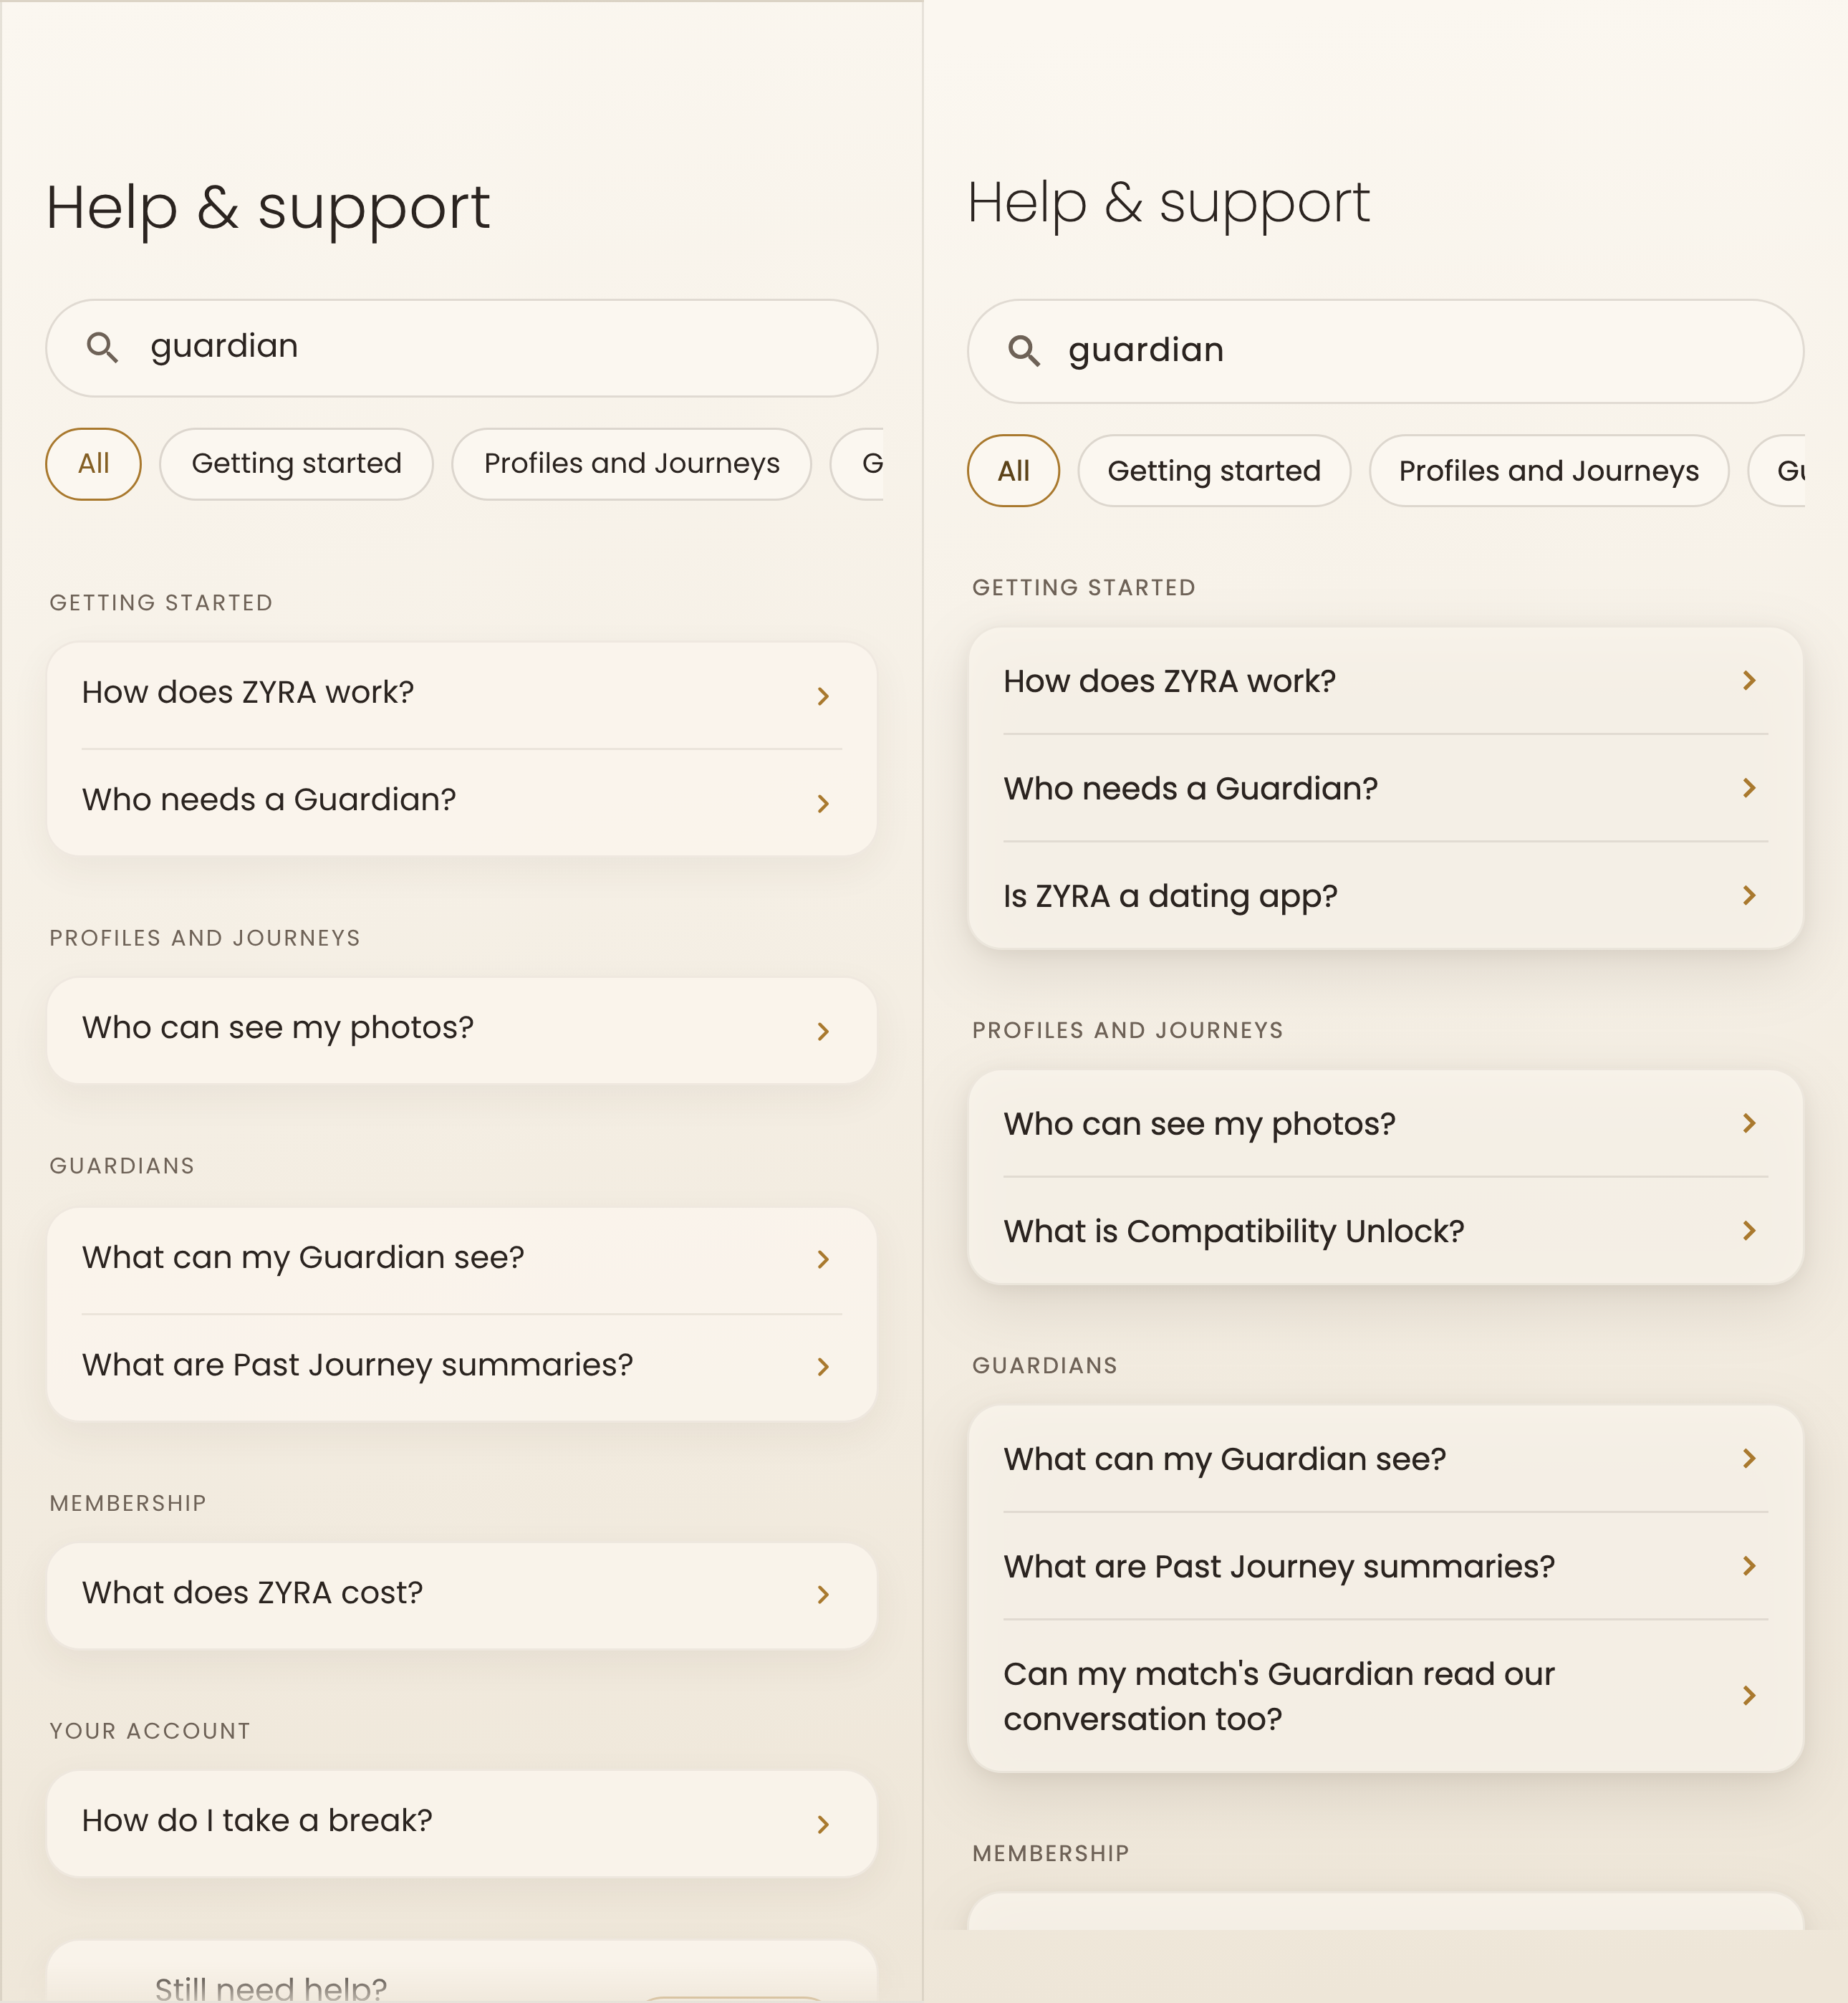 Help & support
guardian
All
Getting started
Profiles and Journeys
G
GETTING STARTED
How does ZYRA work?
Who needs a Guardian?
PROFILES AND JOURNEYS
Who can see my photos?
GUARDIANS
What can my Guardian see?
What are Past Journey summaries?
MEMBERSHIP
What does ZYRA cost?
YOUR ACCOUNT
How do I take a break?
Still need help?
Help & support
guardian
All
Getting started
Profiles and Journeys
Gu
GETTING STARTED
How does ZYRA work?
Who needs a Guardian?
Is ZYRA a dating app?
PROFILES AND JOURNEYS
Who can see my photos?
What is Compatibility Unlock?
GUARDIANS
What can my Guardian see?
What are Past Journey summaries?
Can my match's Guardian read our
conversation too?
MEMBERSHIP